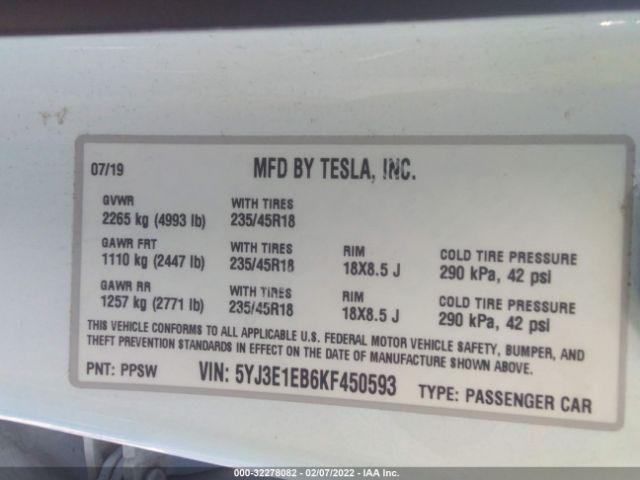 07/19 MFD BY TESLA, INC.
GVWR WITH TIRES
2265 kg (4993 lb) 235/45R18
GAWR FRT WITH TIRES RIM COLD TIRE PRESSURE
1110 kg (2447 lb) 235/45R18 18X8.5 J 290 kPa, 42 psi
GAWR RR WITH TIRES RIM COLD TIRE PRESSURE
1257 kg (2771 lb) 235/45R18 18X8.5 J 290 kPa, 42 psi
THIS VEHICLE CONFORMS TO ALL APPLICABLE U.S. FEDERAL MOTOR VEHICLE SAFETY, BUMPER, AND
THEFT PREVENTION STANDARDS IN EFFECT ON THE DATE OF MANUFACTURE SHOWN ABOVE.
PNT: PPSW VIN: 5YJ3E1EB6KF450593 TYPE: PASSENGER CAR
000-32278082 - 02/07/2022 - IAA Inc.